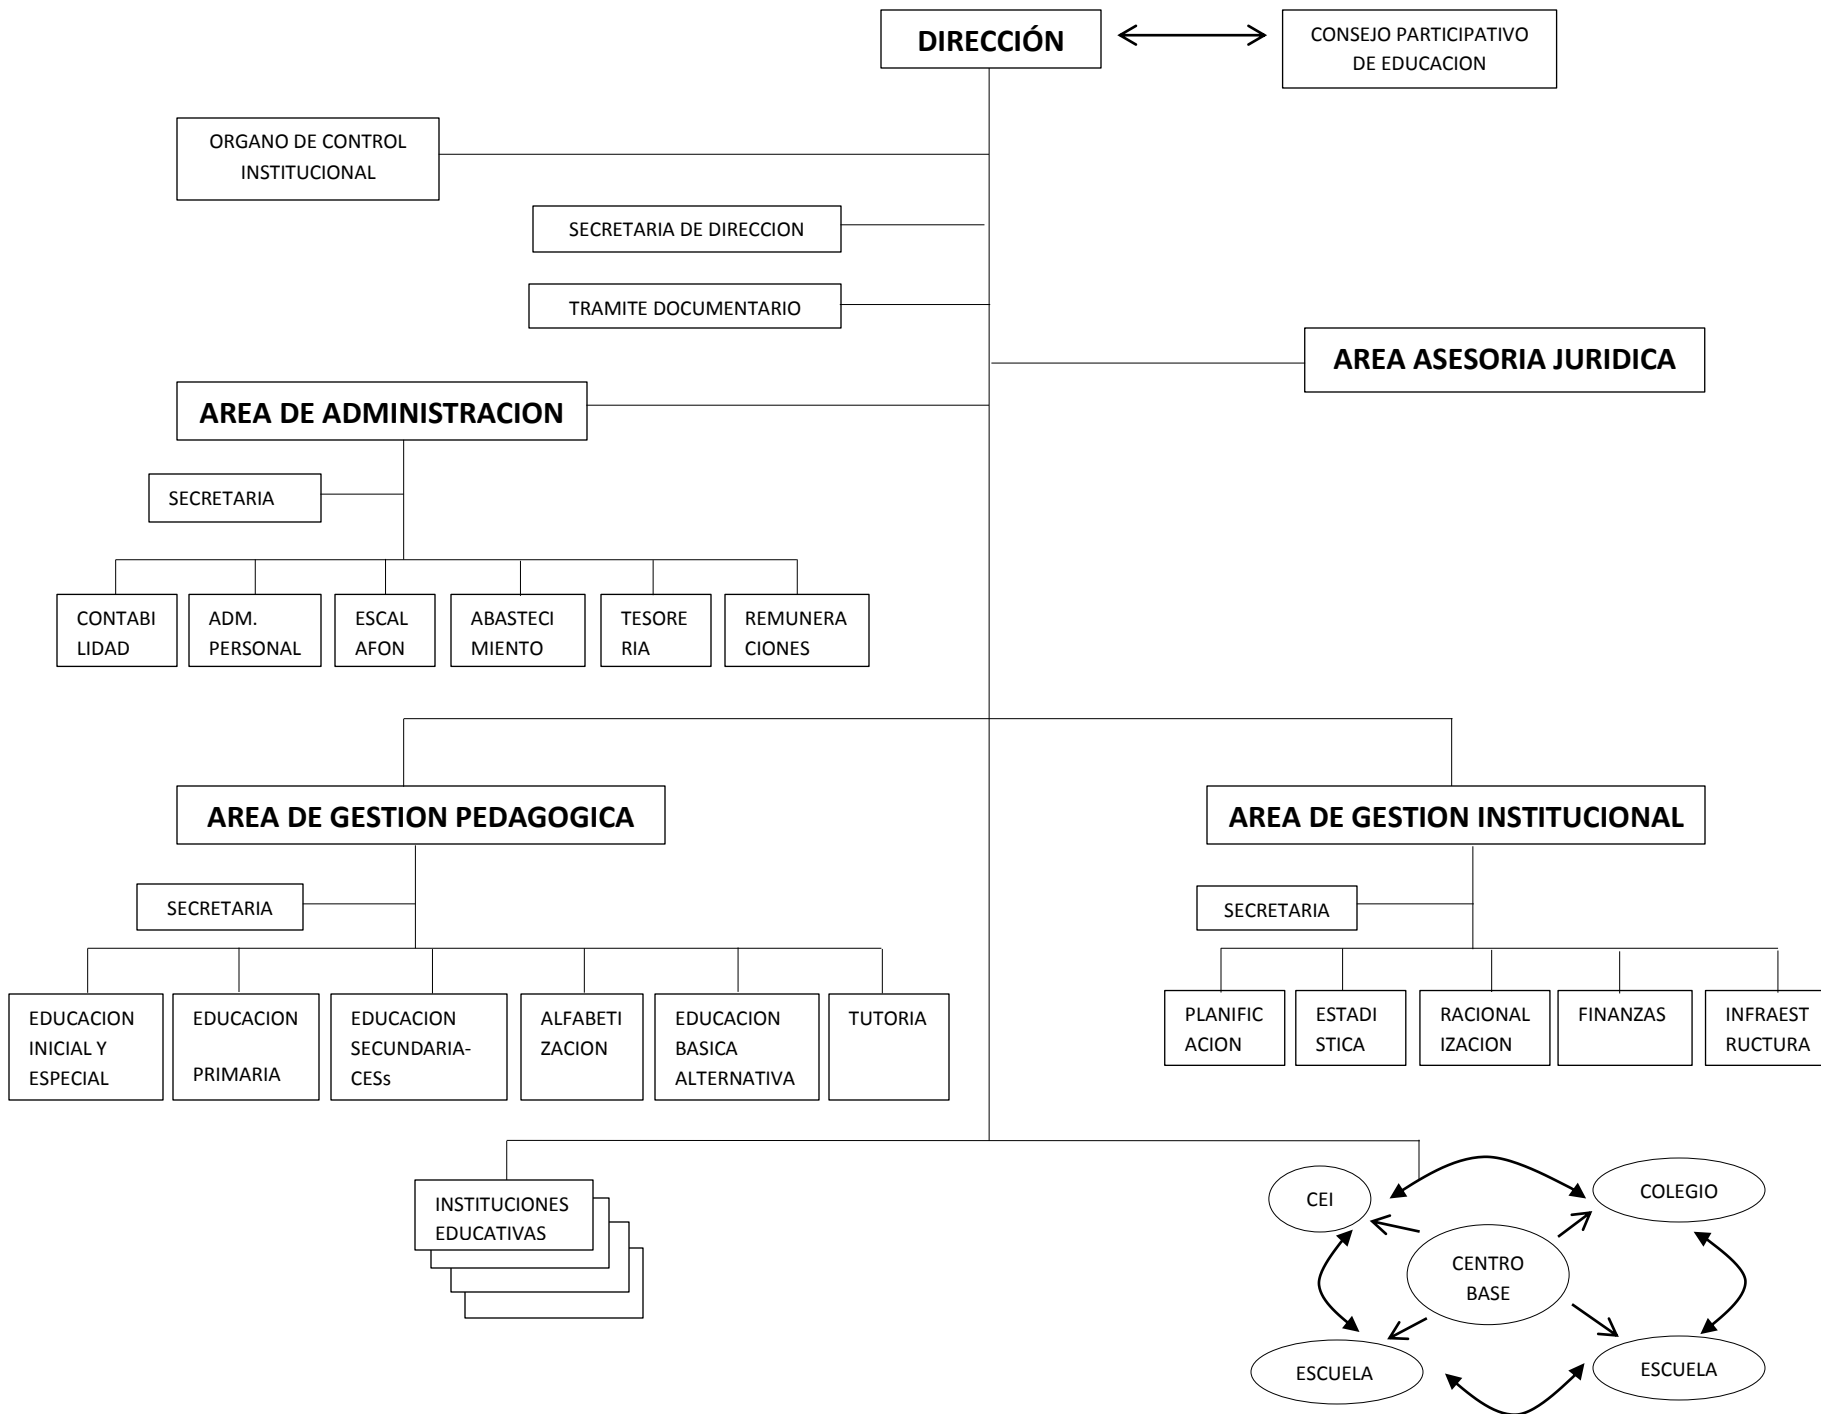 DIRECCIÓN
CONSEJO PARTICIPATIVO
DE EDUCACION
ORGANO DE CONTROL
INSTITUCIONAL
SECRETARIA DE DIRECCION
TRAMITE DOCUMENTARIO
AREA ASESORIA JURIDICA
AREA DE ADMINISTRACION
SECRETARIA
CONTABI
LIDAD
ADM.
PERSONAL
ESCAL
AFON
ABASTECI
MIENTO
TESORE
RIA
REMUNERA
CIONES
AREA DE GESTION PEDAGOGICA
SECRETARIA
EDUCACION
INICIAL Y
ESPECIAL
EDUCACION
PRIMARIA
EDUCACION
SECUNDARIA-
CESs
ALFABETI
ZACION
EDUCACION
BASICA
ALTERNATIVA
TUTORIA
AREA DE GESTION INSTITUCIONAL
SECRETARIA
PLANIFIC
ACION
ESTADI
STICA
RACIONAL
IZACION
FINANZAS
INFRAEST
RUCTURA
INSTITUCIONES
EDUCATIVAS
CEI
COLEGIO
CENTRO
BASE
ESCUELA
ESCUELA